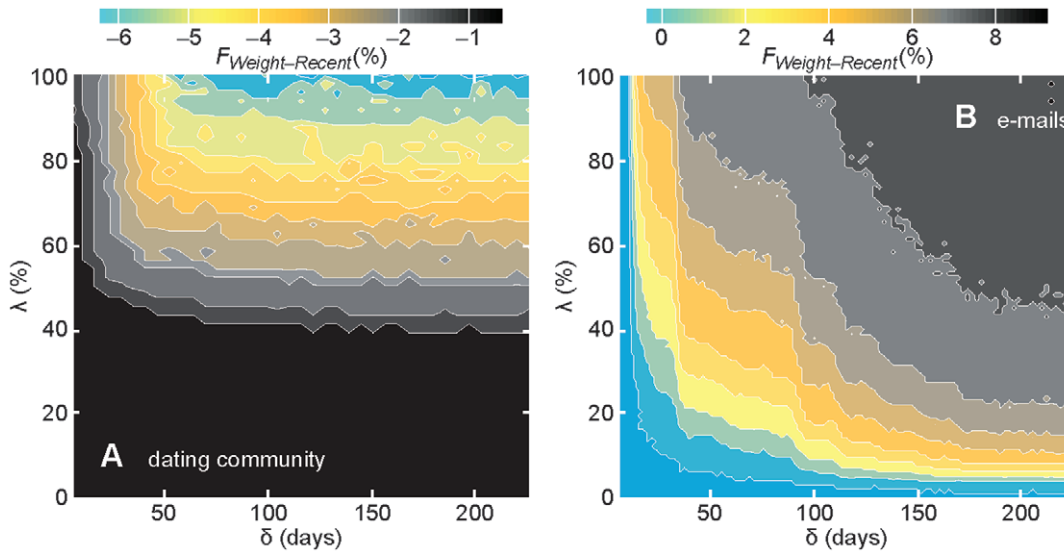 −6 −5 −4 −3 −2 −1
F Weight–Recent (%)
100
80
60
40
20
0
λ (%)
A dating community
50 100 150 200
δ (days)
0 2 4 6 8
F Weight–Recent (%)
100
80
60
40
20
0
λ (%)
B e-mails
50 100 150 200
δ (days)